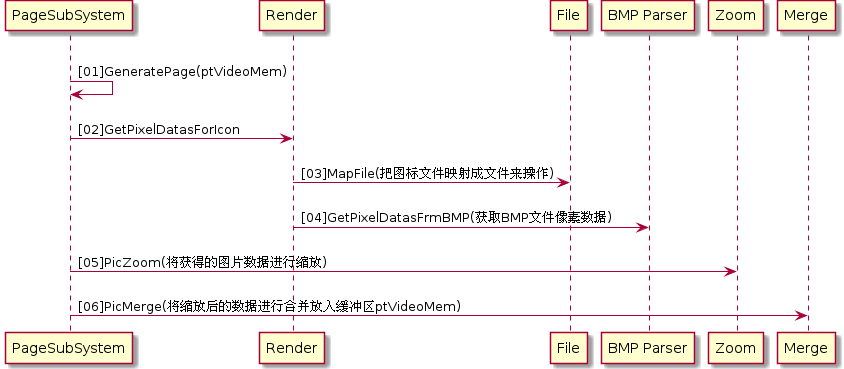 PageSubSystem Render File BMP Parser Zoom Merge
[01]GeneratePage(ptVideoMem)
[02]GetPixelDatasForIcon
[03]MapFile(把图标文件映射成文件来操作)
[04]GetPixelDatasFrmBMP(获取BMP文件像素数据)
[05]PicZoom(将获得的图片数据进行缩放)
[06]PicMerge(将缩放后的数据进行合并放入缓冲区ptVideoMem)
PageSubSystem Render File BMP Parser Zoom Merge